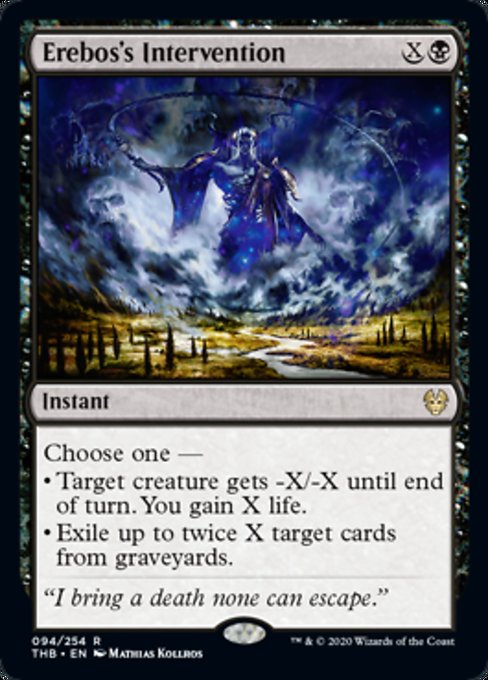 Erebos's Intervention X
Instant
Choose one —
• Target creature gets -X/-X until end
of turn. You gain X life.
• Exile up to twice X target cards
from graveyards.
“I bring a death none can escape.”
094/254 R
THB • EN Mathias Kollros
™ & © 2020 Wizards of the Coast